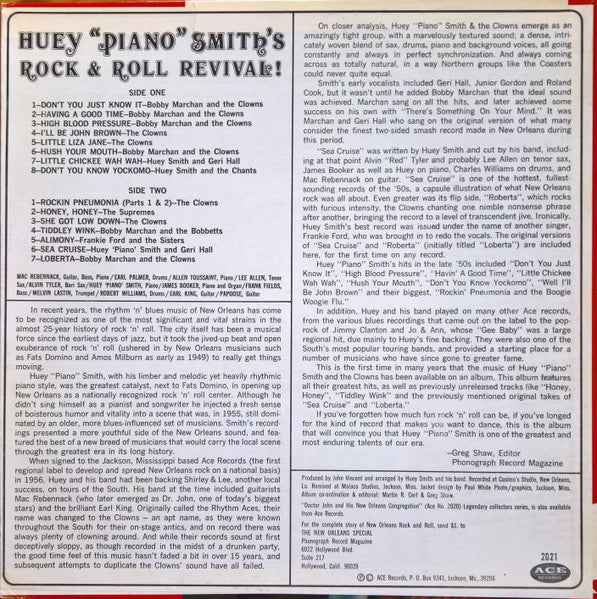 HUEY "PIANO" SMITH'S
ROCK & ROLL REVIVAL!
SIDE ONE
1–DON'T YOU JUST KNOW IT–Bobby Marchan and the Clowns
2–HAVING A GOOD TIME–Bobby Marchan and the Clowns
3–HIGH BLOOD PRESSURE–Bobby Marchan and the Clowns
4–I'LL BE JOHN BROWN–The Clowns
5–LITTLE LIZA JANE–The Clowns
6–HUSH YOUR MOUTH–Bobby Marchan and the Clowns
7–LITTLE CHICKEE WAH WAH–Huey Smith and Geri Hall
8–DON'T YOU KNOW YOCKOMO–Huey Smith and the Chants
SIDE TWO
1–ROCKIN PNEUMONIA (Parts 1 & 2)–The Clowns
2–HONEY, HONEY–The Supremes
3–SHE GOT LOW DOWN–The Clowns
4–TIDDLEY WINK–Bobby Marchan and the Bobbetts
5–ALIMONY–Frankie Ford and the Sisters
6–SEA CRUISE–Huey 'Piano' Smith and Geri Hall
7–LOBERTA–Bobby Marchan and the Clowns
MAC REBENNACK, Guitar, Bass, Piano/EARL PALMER, Drums/ALLEN TOUSSAINT, Piano/LEE ALLEN, Tenor
Sax/ALVIN TYLER, Bari Sax/HUEY 'PIANO' SMITH, Piano/JAMES BOOKER, Piano and Organ/FRANK FIELDS,
Bass/MELVIN LASTIN, Trumpet/ROBERT WILLIAMS, Drums/EARL KING, Guitar/PAPOOSE, Guitar
In recent years, the rhythm 'n' blues music of New Orleans has come
to be recognized as one of the most significant and vital strains in the
almost 25-year history of rock 'n' roll. The city itself has been a musical
force since the earliest days of jazz, but it took the jived-up beat and open
exuberance of rock 'n' roll (ushered in by New Orleans musicians such
as Fats Domino and Amos Milburn as early as 1949) to really get things
moving.
Huey "Piano" Smith, with his limber and melodic yet heavily rhythmic
piano style, was the greatest catalyst, next to Fats Domino, in opening up
New Orleans as a nationally recognized rock 'n' roll center. Although he
didn't sing himself as a pianist and songwriter he injected a fresh sense
of boisterous humor and vitality into a scene that was, in 1955, still dom-
inated by an older, more blues-influenced set of musicians. Smith's record-
ings presented a more youthful side of the New Orleans sound, and fea-
tured the best of a new breed of musicians that would carry the local scene
through the greatest era in its long history.
When signed to the Jackson, Mississippi based Ace Records (the first
regional label to develop and spread New Orleans rock on a national basis)
in 1956, Huey and his band had been backing Shirley & Lee, another local
success, on tours of the South. His band at the time included guitarists
Mac Rebennack (who later emerged as Dr. John, one of today's biggest
stars) and the brilliant Earl King. Originally called the Rhythm Aces, their
name was changed to the Clowns – an apt name, as they were known
throughout the South for their on-stage antics, and on record there was
always plenty of clowning around. And while their records sound at first
deceptively sloppy, as though recorded in the midst of a drunken party,
the good time feel of this music hasn't faded a bit in over 15 years, and
subsequent attempts to duplicate the Clowns' sound have all failed.
On closer analysis, Huey "Piano" Smith & the Clowns emerge as an
amazingly tight group, with a marvelously textured sound; a dense, intri-
cately woven blend of sax, drums, piano and background voices, all going
constantly and always in perfect synchronization. And always coming
across as totally natural, in a way Northern groups like the Coasters
could never quite equal.
Smith's early vocalists included Geri Hall, Junior Gordon and Roland
Cook, but it wasn't until he added Bobby Marchan that the ideal sound
was achieved. Marchan sang on all the hits, and later achieved some
success on his own with "There's Something On Your Mind." It was
Marchan and Geri Hall who sang on the original version of what many
consider the finest two-sided smash record made in New Orleans during
this period.
"Sea Cruise" was written by Huey Smith and cut by his band, includ-
ing at that point Alvin "Red" Tyler and probably Lee Allen on tenor sax,
James Booker as well as Huey on piano, Charles Williams on drums, and
Mac Rebennack on guitar. "Sea Cruise" is one of the hottest, fullest-
sounding records of the '50s, a capsule illustration of what New Orleans
rock was all about. Even greater was its flip side, "Roberta", which rocks
with furious intensity, the Clowns chanting one nimble nonsense phrase
after another, bringing the record to a level of transcendent jive. Ironically,
Huey Smith's best record was issued under the name of another singer,
Frankie Ford, who was brought in to redo the vocals. The original versions
of "Sea Cruise" and "Roberta" (initially titled "Loberta") are included
here, for the first time on any record.
Huey "Piano" Smith's hits in the late '50s included "Don't You Just
Know It", "High Blood Pressure", "Havin' A Good Time", "Little Chickee
Wah Wah", "Hush Your Mouth", "Don't You Know Yockomo", "Well I'll
Be John Brown" and their biggest, "Rockin' Pneumonia and the Boogie
Woogie Flu."
In addition, Huey and his band played on many other Ace records,
from the various blues recordings that came out on the label to the pop-
rock of Jimmy Clanton and Jo & Ann, whose "Gee Baby" was a large
regional hit, due mainly to Huey's fine backing. They were also one of the
South's most popular touring bands, and provided a starting place for a
number of musicians who have since gone for greater fame.
This is the first time in many years that the music of Huey "Piano"
Smith and the Clowns has been available on an album. This album features
all their greatest hits, as well as previously unreleased tracks like "Honey,
Honey", "Tiddley Wink" and the previously mentioned original takes of
"Sea Cruise" and "Loberta."
If you've forgotten how much fun rock 'n' roll can be, if you've longed
for the kind of record that makes you want to dance, this is the album
that will convince you that Huey "Piano" Smith is one of the greatest and
most enduring talents of our era.
–Greg Shaw, Editor
Phonograph Record Magazine
Produced by John Vincent and arranged by Huey Smith and his band. Recorded at Cosimo's Studio, New Orleans,
La. Remixed at Malaco Studios, Jackson, Miss. Jacket design by Paul White Photo/graphics, Jackson, Miss.
Album co-ordination & editorial: Martin R. Cerf & Greg Shaw.
"Doctor John and His New Orleans Congregation" (Ace No. 2020) Legendary collectors series, is also available
from Ace Records.
For the complete story of New Orleans Rock and Roll, send $1. to
THE NEW ORLEANS SPECIAL
Phonograph Record Magazine
6922 Hollywood Blvd.
Suite 217
Hollywood, Calif. 90028
2021
ACE
RECORDS
Ⓟ © ACE Records, P. O. Box 9341, Jackson, Ms. 39206